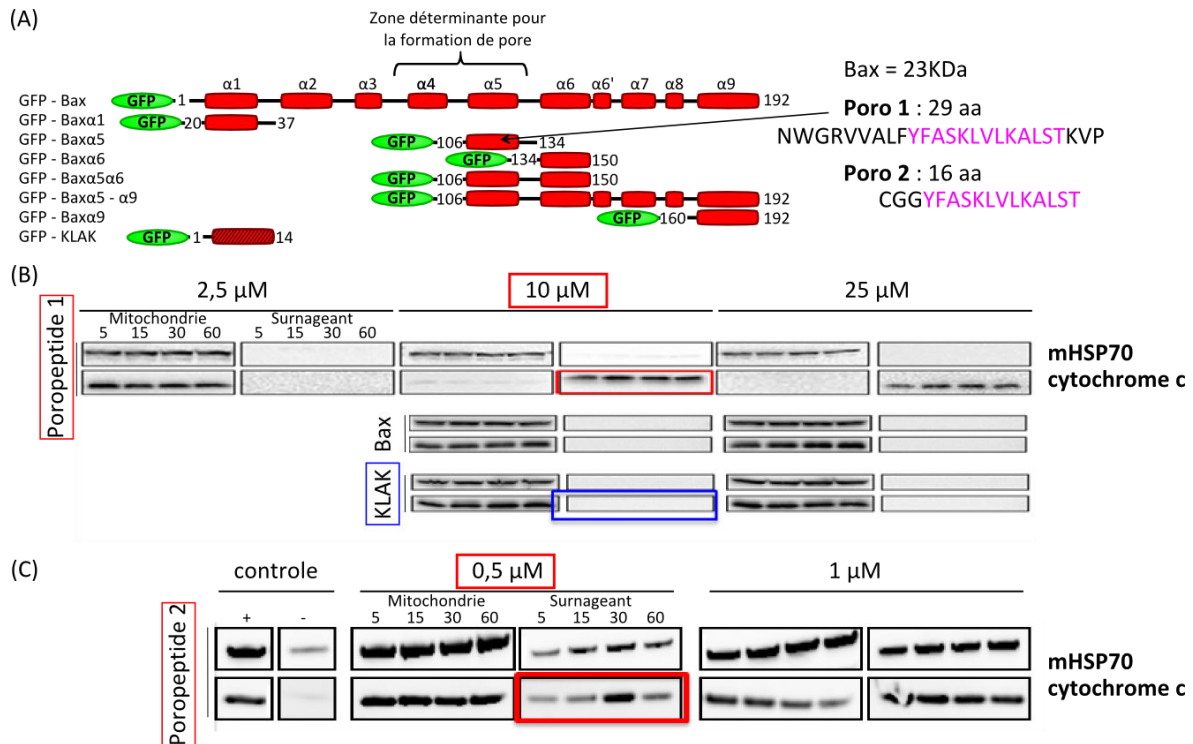 (A)
Zone déterminante pour
la formation de pore
α1 α2 α3 α4 α5 α6 α6' α7 α8 α9
GFP - Bax GFP 1 192
GFP - Baxα1 GFP 20 37
GFP - Baxα5 GFP 106 134
GFP - Baxα6 GFP 134 150
GFP - Baxα5α6 GFP 106 150
GFP - Baxα5 - α9 GFP 106 192
GFP - Baxα9 GFP 160 192
GFP - KLAK GFP 1 14
Bax = 23KDa
Poro 1 : 29 aa
NWGRVVALFYFASKLVLKALSTKVP
Poro 2 : 16 aa
CGGYFASKLVLKALST
(B)
2,5 µM 10 µM 25 µM
Mitochondrie Surnageant
5 15 30 60 5 15 30 60
Poropeptide 1
mHSP70
cytochrome c
Bax
KLAK
(C)
controle 0,5 µM 1 µM
Mitochondrie Surnageant
+ - 5 15 30 60 5 15 30 60
Poropeptide 2
mHSP70
cytochrome c